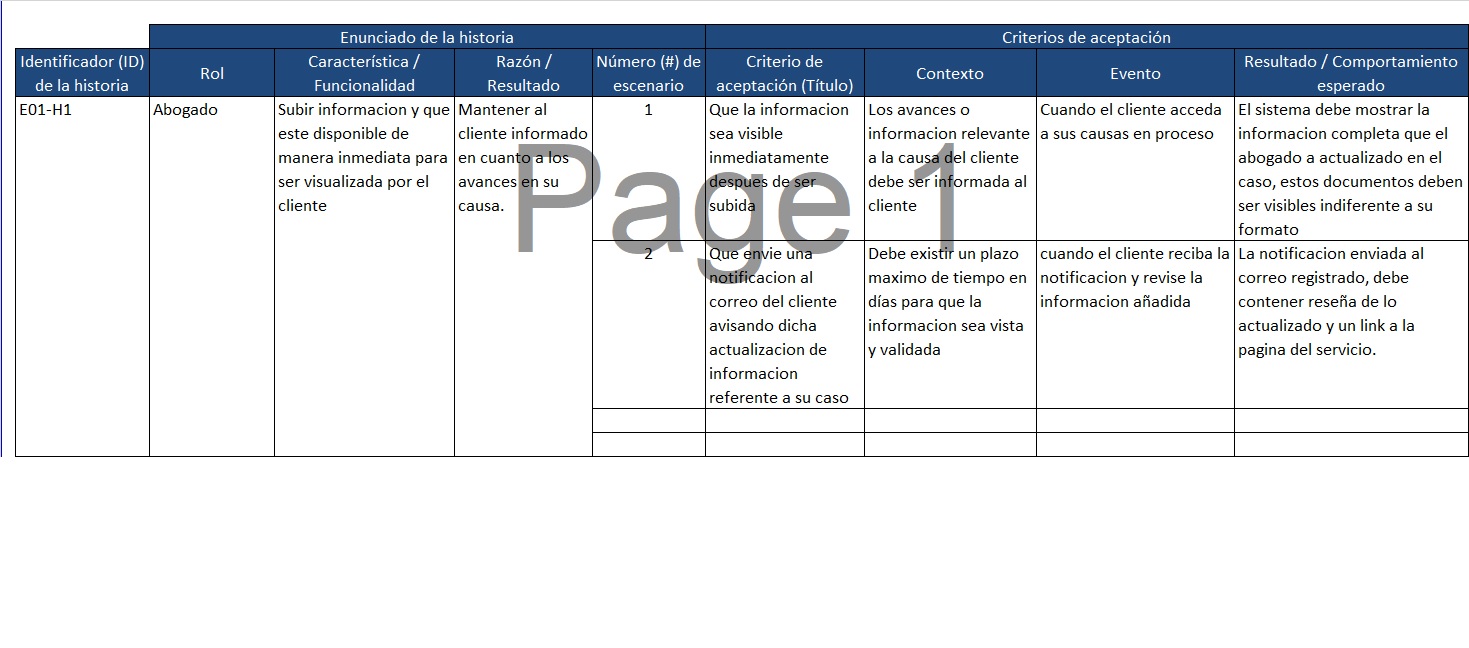 Enunciado de la historia
Criterios de aceptación
Identificador (ID)
de la historia
Rol
Característica /
Funcionalidad
Razón /
Resultado
Número (#) de
escenario
Criterio de
aceptación (Título)
Contexto
Evento
Resultado / Comportamiento
esperado
E01-H1
Abogado
Subir informacion y que
este disponible de
manera inmediata para
ser visualizada por el
cliente
Mantener al
cliente informado
en cuanto a los
avances en su
causa.
1
Que la informacion
sea visible
inmediatamente
despues de ser
subida
Los avances o
informacion relevante
a la causa del cliente
debe ser informada al
cliente
Cuando el cliente acceda
a sus causas en proceso
El sistema debe mostrar la
informacion completa que el
abogado a actualizado en el
caso, estos documentos deben
ser visibles indiferente a su
formato
2
Que envie una
notificacion al
correo del cliente
avisando dicha
actualizacion de
informacion
referente a su caso
Debe existir un plazo
maximo de tiempo en
días para que la
informacion sea vista
y validada
cuando el cliente reciba la
notificacion y revise la
informacion añadida
La notificacion enviada al
correo registrado, debe
contener reseña de lo
actualizado y un link a la
pagina del servicio.
Page 1